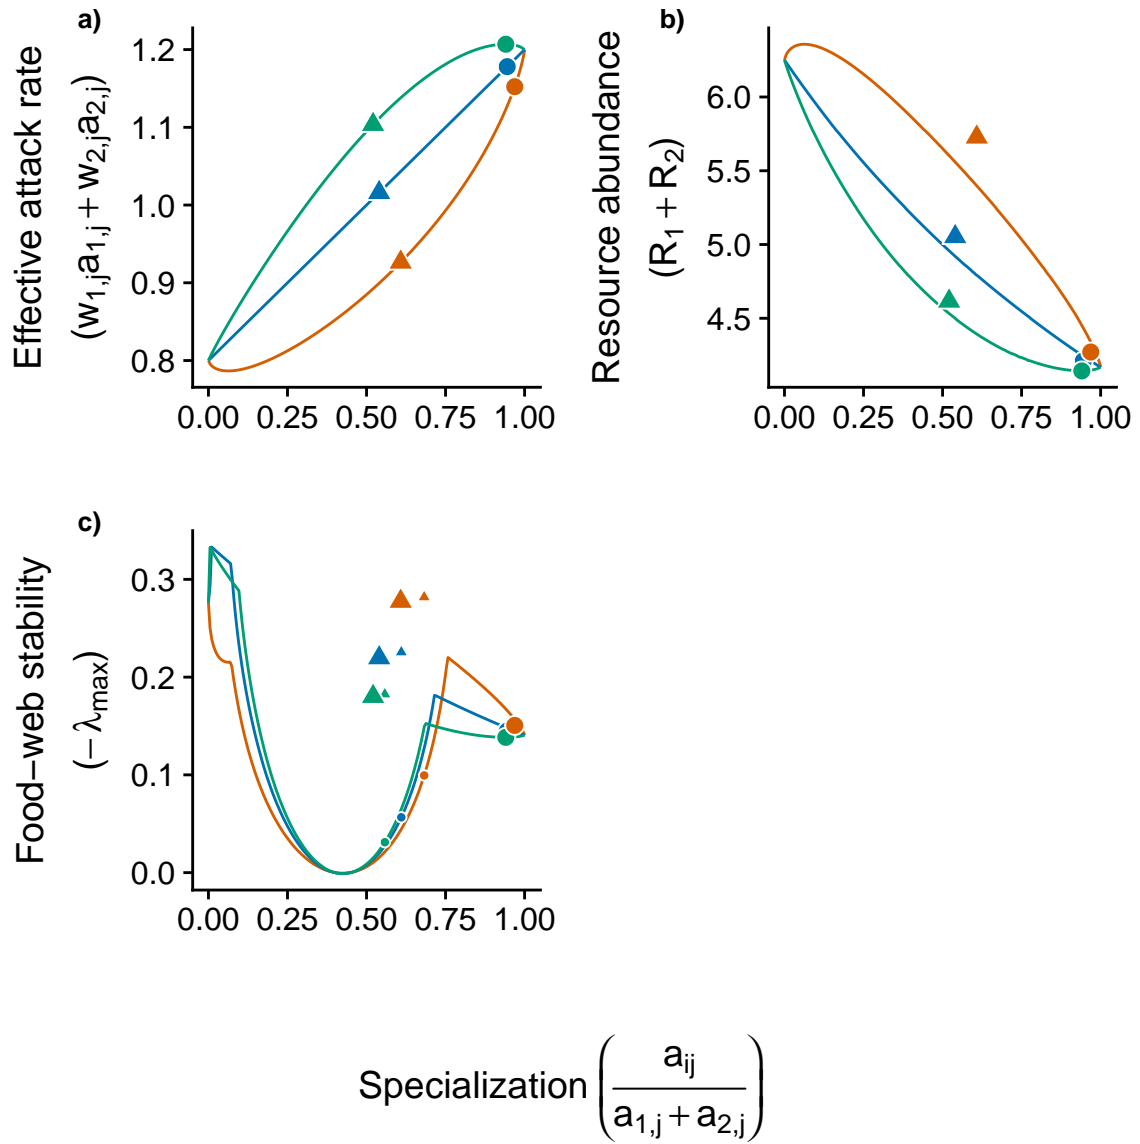 a)
Effective attack rate
(w1,ja1,j + w2,ja2,j)
1.2
1.1
1.0
0.9
0.8
0.00 0.25 0.50 0.75 1.00
b)
Resource abundance
(R1 + R2)
6.0
5.5
5.0
4.5
0.00 0.25 0.50 0.75 1.00
c)
Food−web stability
(− λmax)
0.3
0.2
0.1
0.0
0.00 0.25 0.50 0.75 1.00
Specialization (aij / a1,j + a2,j)